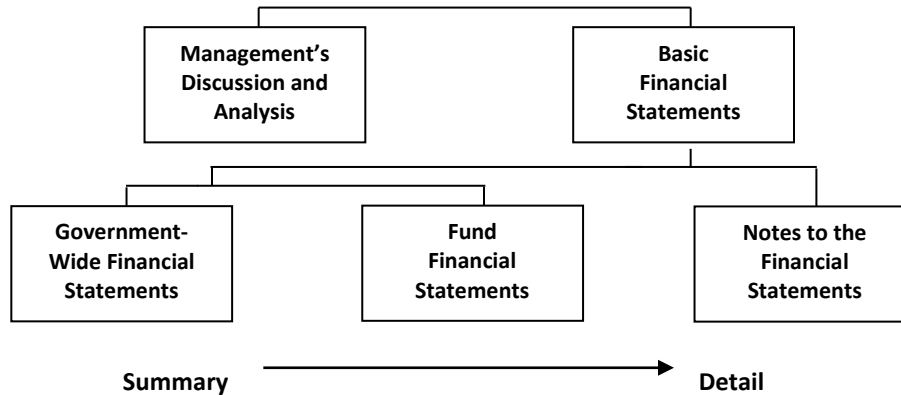 Management’s
Discussion and
Analysis
Basic
Financial
Statements
Government-
Wide Financial
Statements
Fund
Financial
Statements
Notes to the
Financial
Statements
Summary
Detail